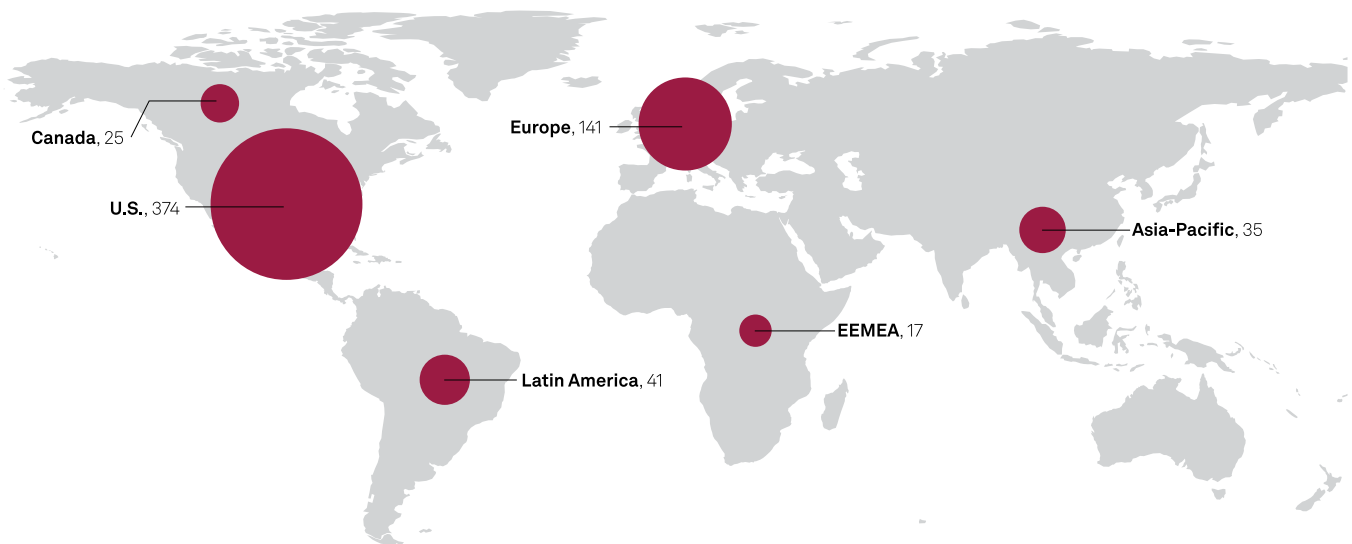 Canada, 25
Europe, 141
U.S., 374
Asia-Pacific, 35
EEMEA, 17
Latin America, 41